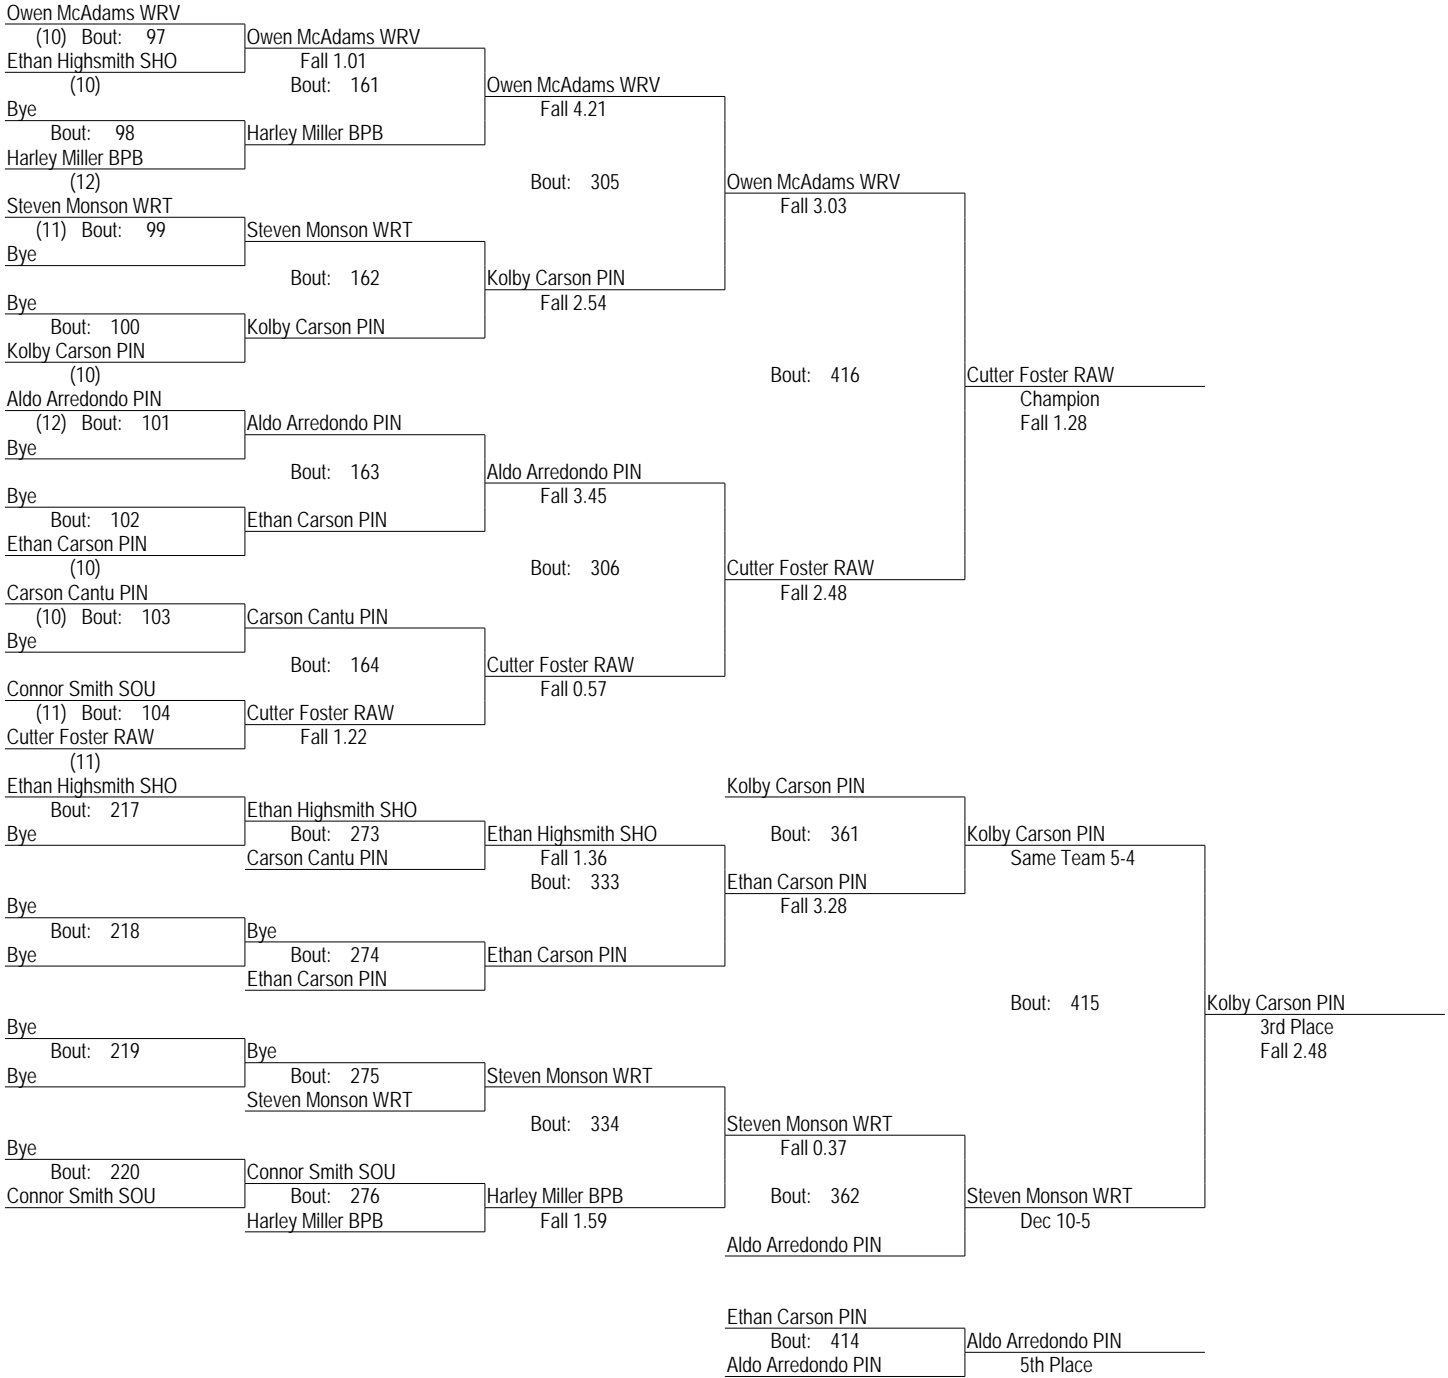 Owen McAdams WRV
(10) Bout: 97 Owen McAdams WRV
Ethan Highsmith SHO Fall 1.01
(10) Bout: 161 Owen McAdams WRV
Bye Fall 4.21
Bout: 98 Harley Miller BPB
Harley Miller BPB
(12) Bout: 305 Owen McAdams WRV
Steven Monson WRT Fall 3.03
(11) Bout: 99 Steven Monson WRT
Bye
Bout: 162 Kolby Carson PIN
Bye Fall 2.54
Bout: 100 Kolby Carson PIN
Kolby Carson PIN
(10) Bout: 416 Cutter Foster RAW
Aldo Arredondo PIN Champion
(12) Bout: 101 Aldo Arredondo PIN Fall 1.28
Bye
Bout: 163 Aldo Arredondo PIN
Bye Fall 3.45
Bout: 102 Ethan Carson PIN
Ethan Carson PIN
(10) Bout: 306 Cutter Foster RAW
Carson Cantu PIN Fall 2.48
(10) Bout: 103 Carson Cantu PIN
Bye
Bout: 164 Cutter Foster RAW
Connor Smith SOU Fall 0.57
(11) Bout: 104 Cutter Foster RAW
Cutter Foster RAW Fall 1.22
(11)
Ethan Highsmith SHO Kolby Carson PIN
Bout: 217 Ethan Highsmith SHO
Bye Bout: 273 Ethan Highsmith SHO Bout: 361 Kolby Carson PIN
Carson Cantu PIN Fall 1.36 Same Team 5-4
Bout: 333 Ethan Carson PIN
Bye Fall 3.28
Bout: 218 Bye
Bye Bout: 274 Ethan Carson PIN
Ethan Carson PIN
Bout: 415 Kolby Carson PIN
Bye 3rd Place
Bout: 219 Bye Fall 2.48
Bye Bout: 275 Steven Monson WRT
Steven Monson WRT
Bout: 334 Steven Monson WRT
Bye Fall 0.37
Bout: 220 Connor Smith SOU
Connor Smith SOU Bout: 276 Harley Miller BPB Bout: 362 Steven Monson WRT
Harley Miller BPB Fall 1.59 Dec 10-5
Aldo Arredondo PIN
Ethan Carson PIN
Bout: 414 Aldo Arredondo PIN
Aldo Arredondo PIN 5th Place